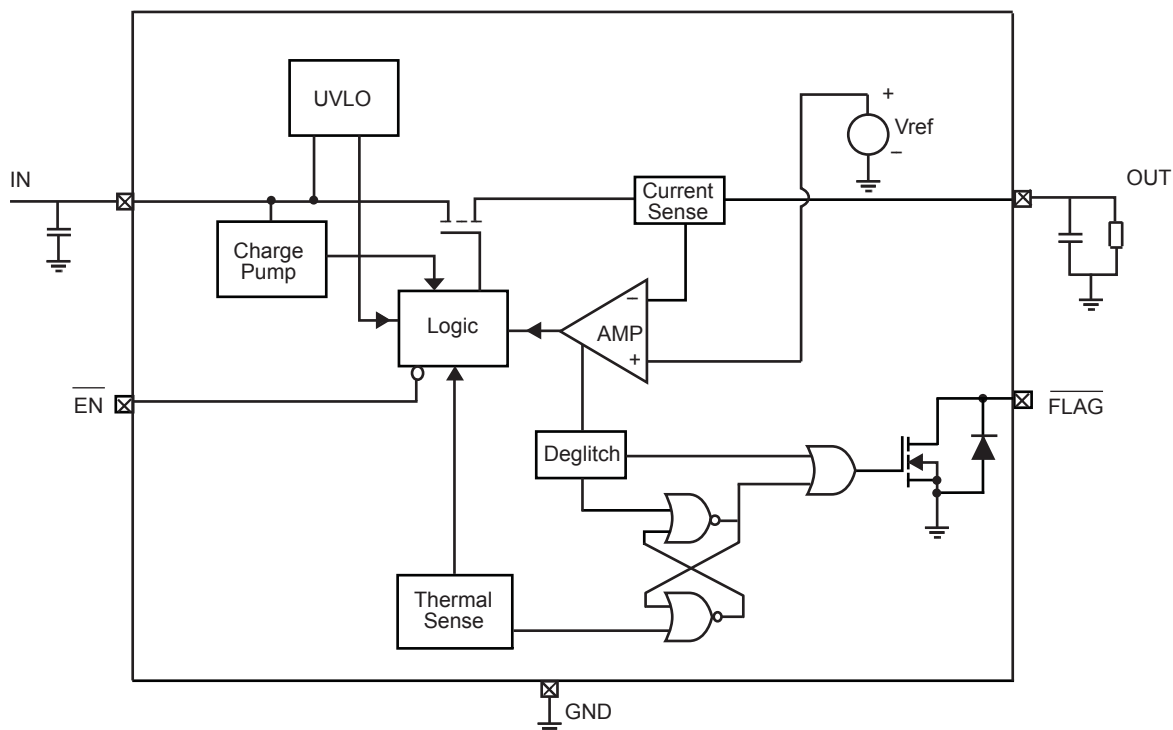 UVLO
+
Vref
−
IN
OUT
Current
Sense
Charge
Pump
Logic
−
AMP
+
EN
FLAG
Deglitch
Thermal
Sense
GND